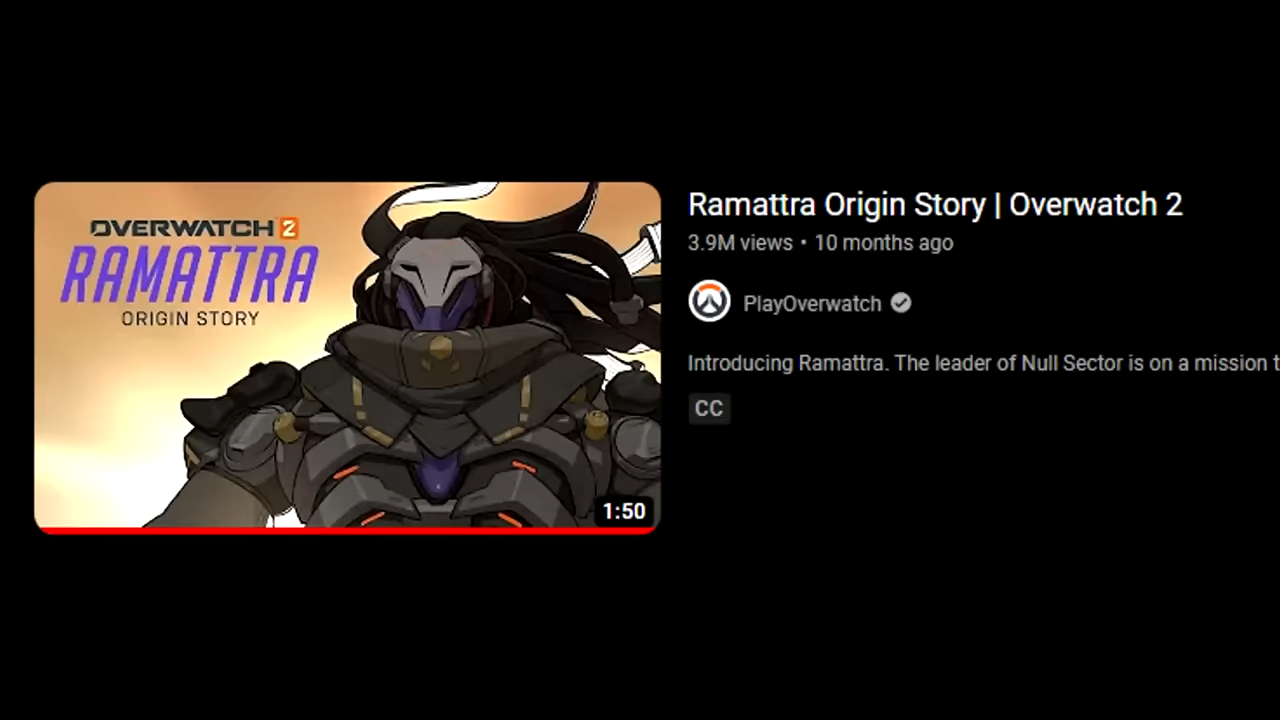 OVERWATCH 2
RAMATTRA
ORIGIN STORY
1:50
Ramattra Origin Story | Overwatch 2
3.9M views • 10 months ago
PlayOverwatch
Introducing Ramattra. The leader of Null Sector is on a mission t
CC